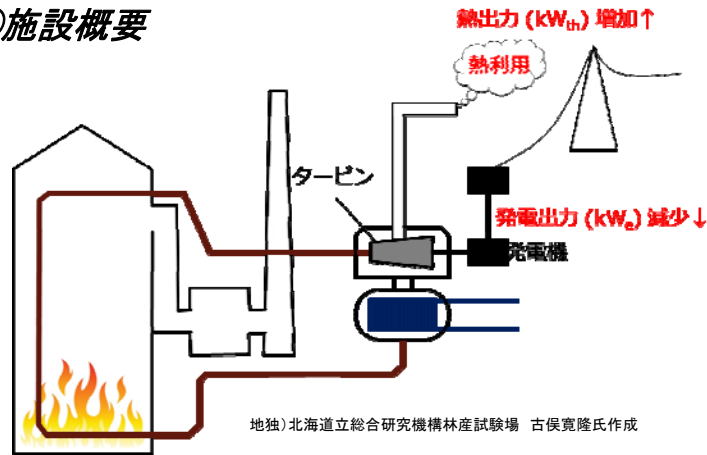 )施設概要
熱出力 (kWth) 増加↑
熱利用
タービン
発電出力 (kWe) 減少↓
発電機
地独)北海道立総合研究機構林産試験場 古俣寛隆氏作成